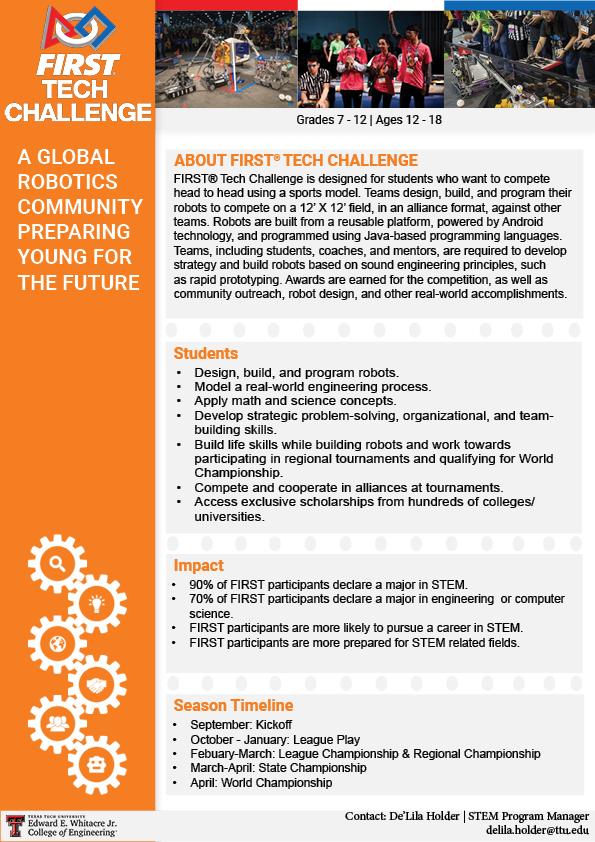 FIRST®
TECH
CHALLENGE
A GLOBAL
ROBOTICS
COMMUNITY
PREPARING
YOUNG FOR
THE FUTURE
Grades 7 - 12 | Ages 12 - 18
ABOUT FIRST® TECH CHALLENGE
FIRST® Tech Challenge is designed for students who want to compete
head to head using a sports model. Teams design, build, and program their
robots to compete on a 12’ X 12’ field, in an alliance format, against other
teams. Robots are built from a reusable platform, powered by Android
technology, and programmed using Java-based programming languages.
Teams, including students, coaches, and mentors, are required to develop
strategy and build robots based on sound engineering principles, such
as rapid prototyping. Awards are earned for the competition, as well as
community outreach, robot design, and other real-world accomplishments.
Students
• Design, build, and program robots.
• Model a real-world engineering process.
• Apply math and science concepts.
• Develop strategic problem-solving, organizational, and team-
building skills.
• Build life skills while building robots and work towards
participating in regional tournaments and qualifying for World
Championship.
• Compete and cooperate in alliances at tournaments.
• Access exclusive scholarships from hundreds of colleges/
universities.
Impact
• 90% of FIRST participants declare a major in STEM.
• 70% of FIRST participants declare a major in engineering or computer
science.
• FIRST participants are more likely to pursue a career in STEM.
• FIRST participants are more prepared for STEM related fields.
Season Timeline
• September: Kickoff
• October - January: League Play
• Febuary-March: League Championship & Regional Championship
• March-April: State Championship
• April: World Championship
TEXAS TECH UNIVERSITY
Edward E. Whitacre Jr.
College of Engineering
Contact: De’Lila Holder | STEM Program Manager
delila.holder@ttu.edu